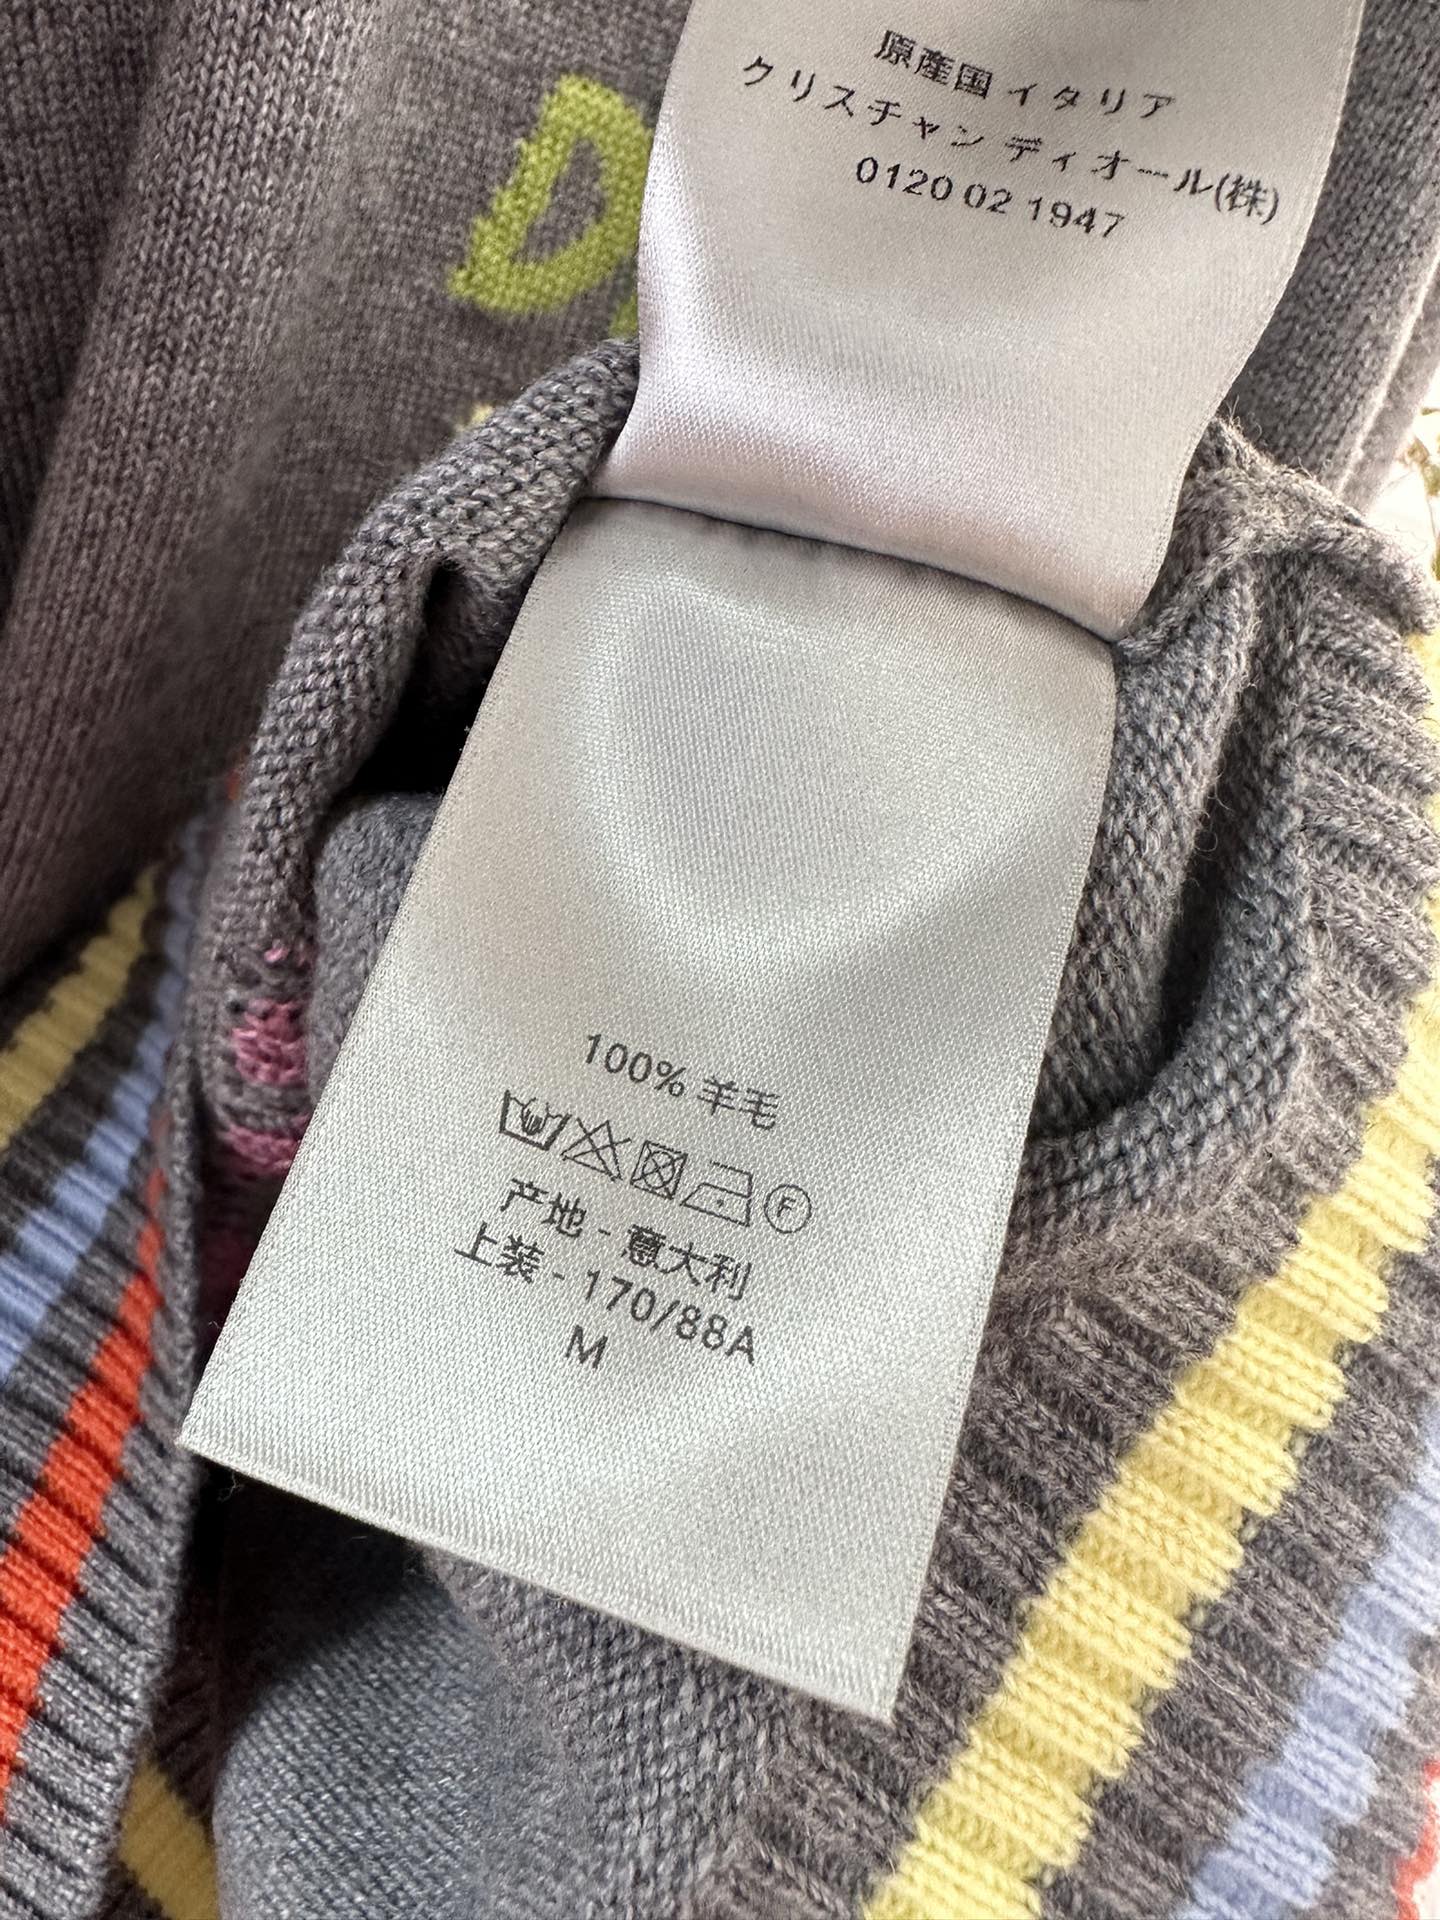 原産国 イタリア
クリスチャン ディオール(株)
0120 02 1947
100% 羊毛
F
产地 - 意大利
上装 - 170/88A
M
D